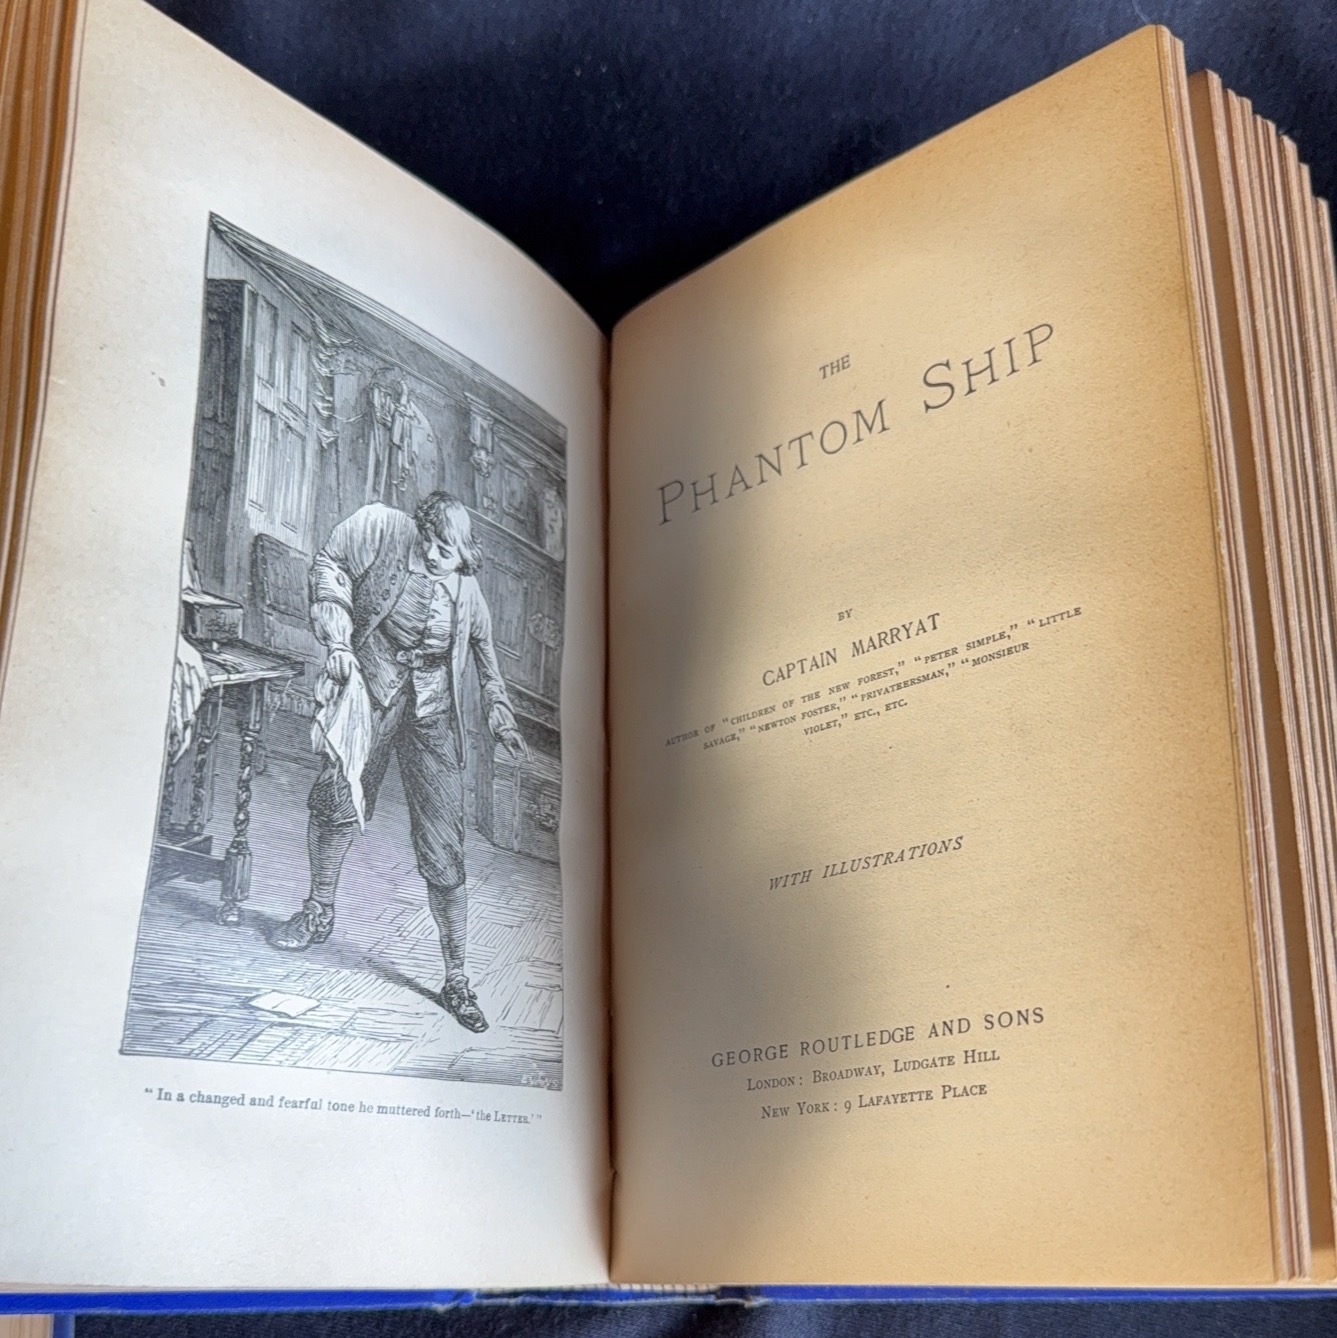 "In a changed and fearful tone he muttered forth—'the LETTER.'"
THE
PHANTOM SHIP
BY
CAPTAIN MARRYAT
AUTHOR OF "CHILDREN OF THE NEW FOREST," "PETER SIMPLE," "LITTLE
SAVAGE," "NEWTON FOSTER," "PRIVATEERSMAN," "MONSIEUR
VIOLET," ETC., ETC.
WITH ILLUSTRATIONS
GEORGE ROUTLEDGE AND SONS
LONDON: BROADWAY, LUDGATE HILL
NEW YORK: 9 LAFAYETTE PLACE